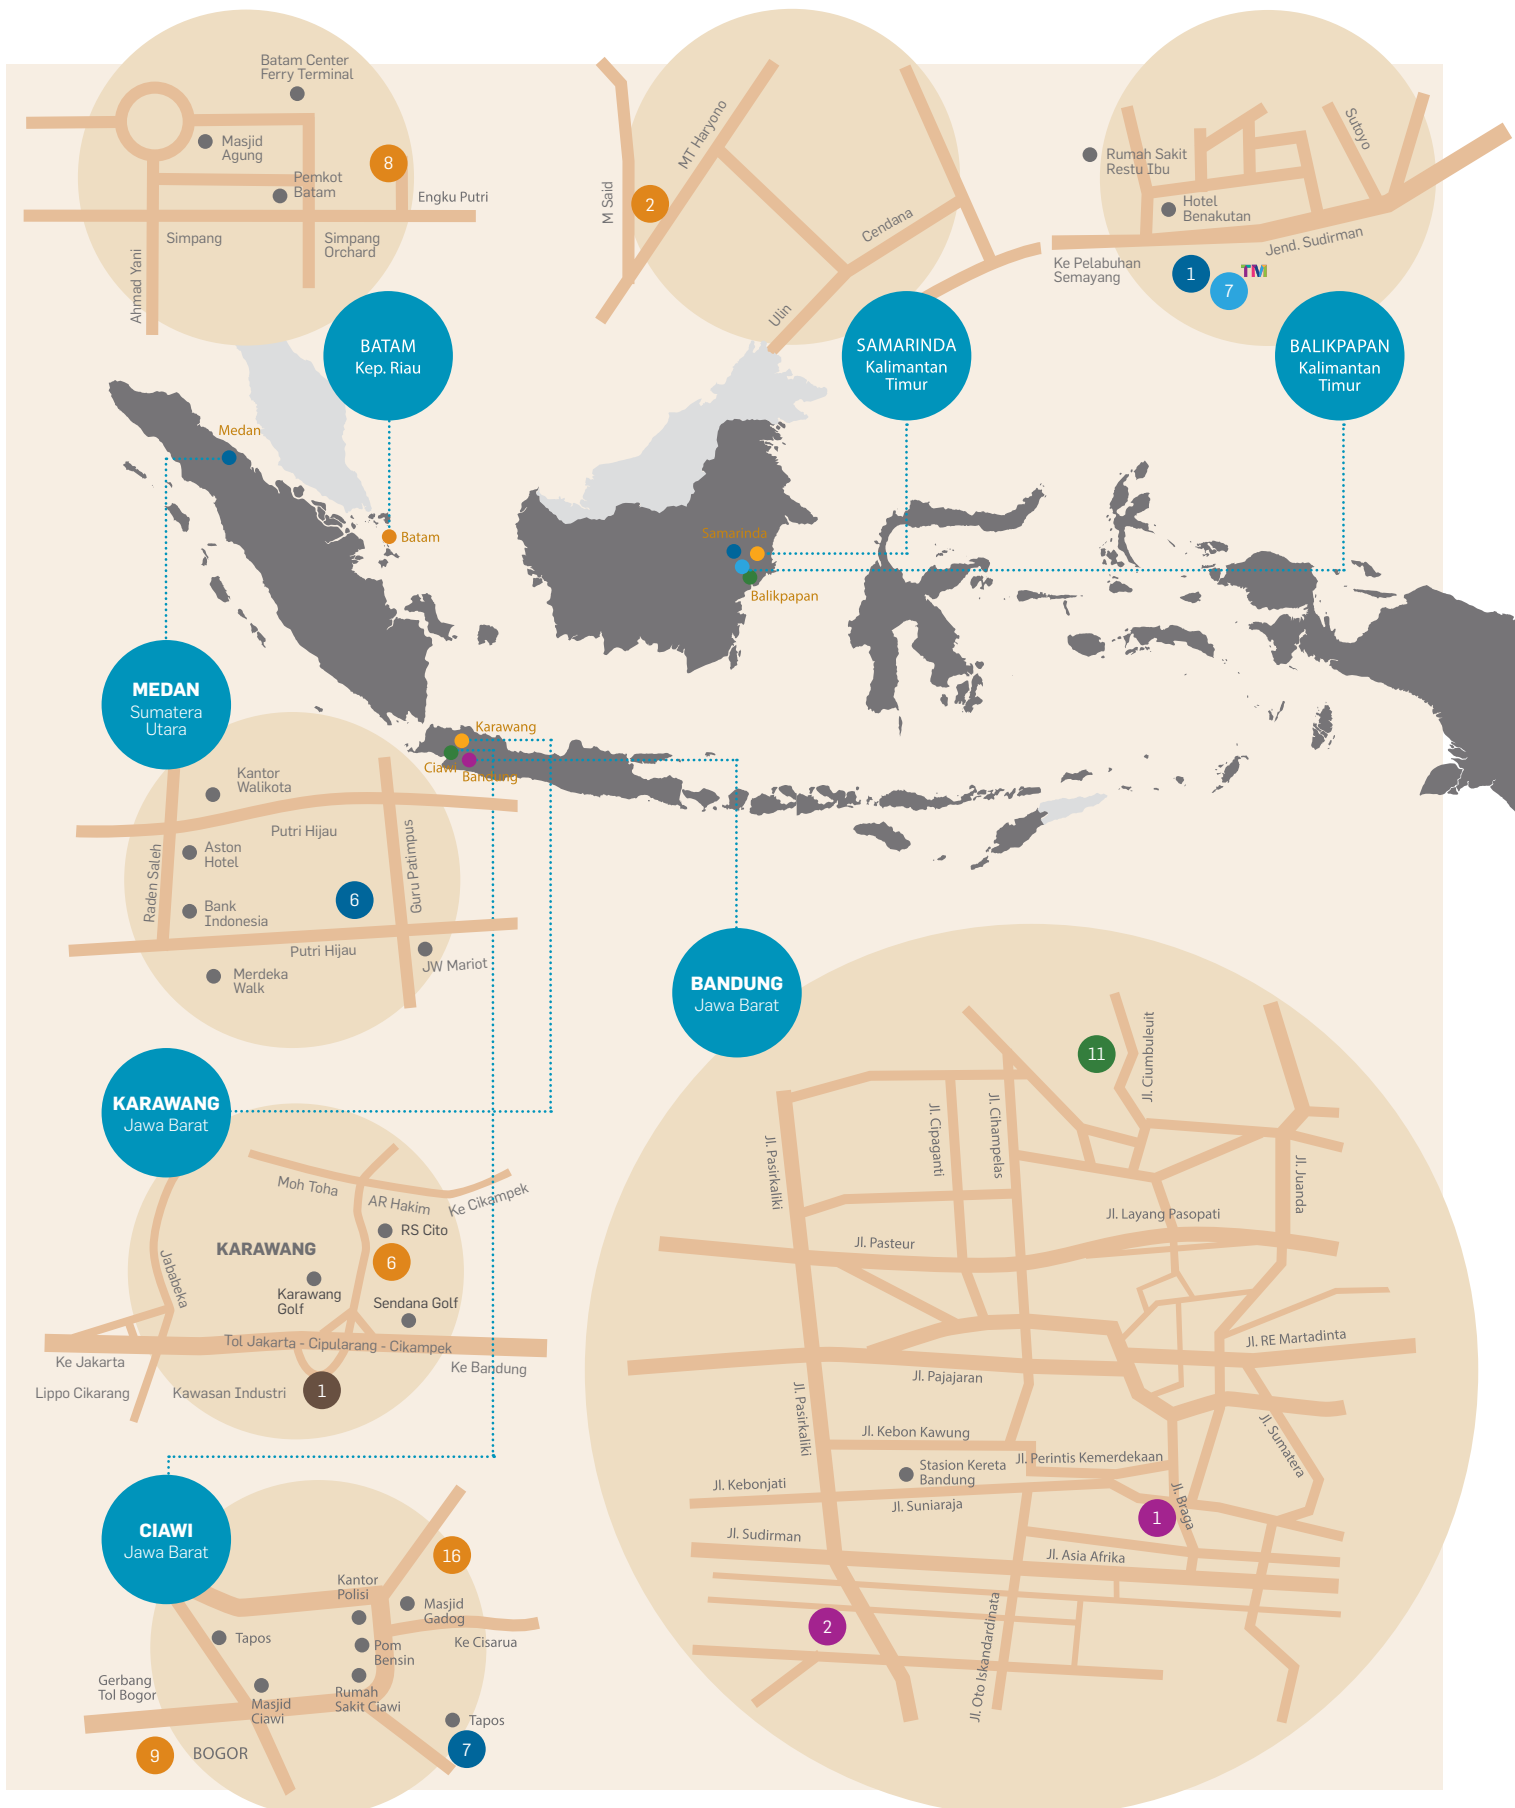 Batam Center
Ferry Terminal
Masjid
Agung
8
Pemkot
Batam
Engku Putri
Simpang
Simpang
Orchard
Ahmad Yani
BATAM
Kep. Riau
MT Haryono
M Said
2
Cendana
Ulin
SAMARINDA
Kalimantan
Timur
Sutoyo
Rumah Sakit
Restu Ibu
Hotel
Benakutan
Jend. Sudirman
Ke Pelabuhan
Semayang
1
7
TM
BALIKPAPAN
Kalimantan
Timur
Medan
Batam
Samarinda
Balikpapan
Karawang
Ciawi
Bandung
MEDAN
Sumatera
Utara
Kantor
Walikota
Putri Hijau
Aston
Hotel
Raden Saleh
Guru Patimpus
Bank
Indonesia
6
Putri Hijau
JW Mariot
Merdeka
Walk
KARAWANG
Jawa Barat
Moh Toha
AR Hakim
Ke Cikampek
RS Cito
KARAWANG
6
Jababeka
Karawang
Golf
Sendana Golf
Tol Jakarta - Cipularang - Cikampek
Ke Jakarta
Ke Bandung
Lippo Cikarang
Kawasan Industri
1
CIAWI
Jawa Barat
16
Kantor
Polisi
Masjid
Gadog
Tapos
Pom
Bensin
Ke Cisarua
Gerbang
Tol Bogor
Masjid
Ciawi
Rumah
Sakit Ciawi
Tapos
7
9
BOGOR
BANDUNG
Jawa Barat
11
Jl. Ciumbuleuit
Jl. Cipaganti
Jl. Cihampelas
Jl. Pasirkaliki
Jl. Juanda
Jl. Layang Pasopati
Jl. Pasteur
Jl. RE Martadinta
Jl. Pajajaran
Jl. Pasirkaliki
Jl. Kebon Kawung
Jl. Sumatera
Jl. Perintis Kemerdekaan
Stasion Kereta
Bandung
Jl. Kebonjati
Jl. Suniaraja
Jl. Braga
1
Jl. Sudirman
Jl. Asia Afrika
2
Jl. Oto Iskandardinata